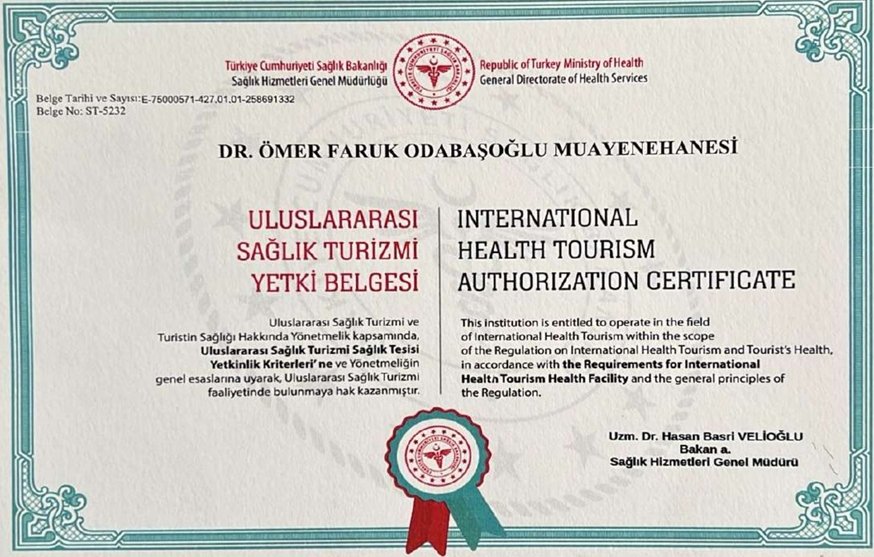 Türkiye Cumhuriyeti Sağlık Bakanlığı
Sağlık Hizmetleri Genel Müdürlüğü
Republic of Turkey Ministry of Health
General Directorate of Health Services
Belge Tarihi ve Sayısı:E-75000571-427.01.01-258691332
Belge No: ST-5232
DR. ÖMER FARUK ODABAŞOĞLU MUAYENEHANESİ
ULUSLARARASI
SAĞLIK TURİZMİ
YETKİ BELGESİ
INTERNATIONAL
HEALTH TOURISM
AUTHORIZATION CERTIFICATE
Uluslararası Sağlık Turizmi ve
Turistin Sağlığı Hakkında Yönetmelik kapsamında,
Uluslararası Sağlık Turizmi Sağlık Tesisi
Yetkinlik Kriterleri'ne ve Yönetmeliğin
genel esaslarına uyarak, Uluslararası Sağlık Turizmi
faaliyetinde bulunmaya hak kazanmıştır.
This institution is entitled to operate in the field
of International Health Tourism within the scope
of the Regulation on International Health Tourism and Tourist's Health,
in accordance with the Requirements for International
Health Tourism Health Facility and the general principles of
the Regulation.
Uzm. Dr. Hasan Basri VELİOĞLU
Bakan a.
Sağlık Hizmetleri Genel Müdürü